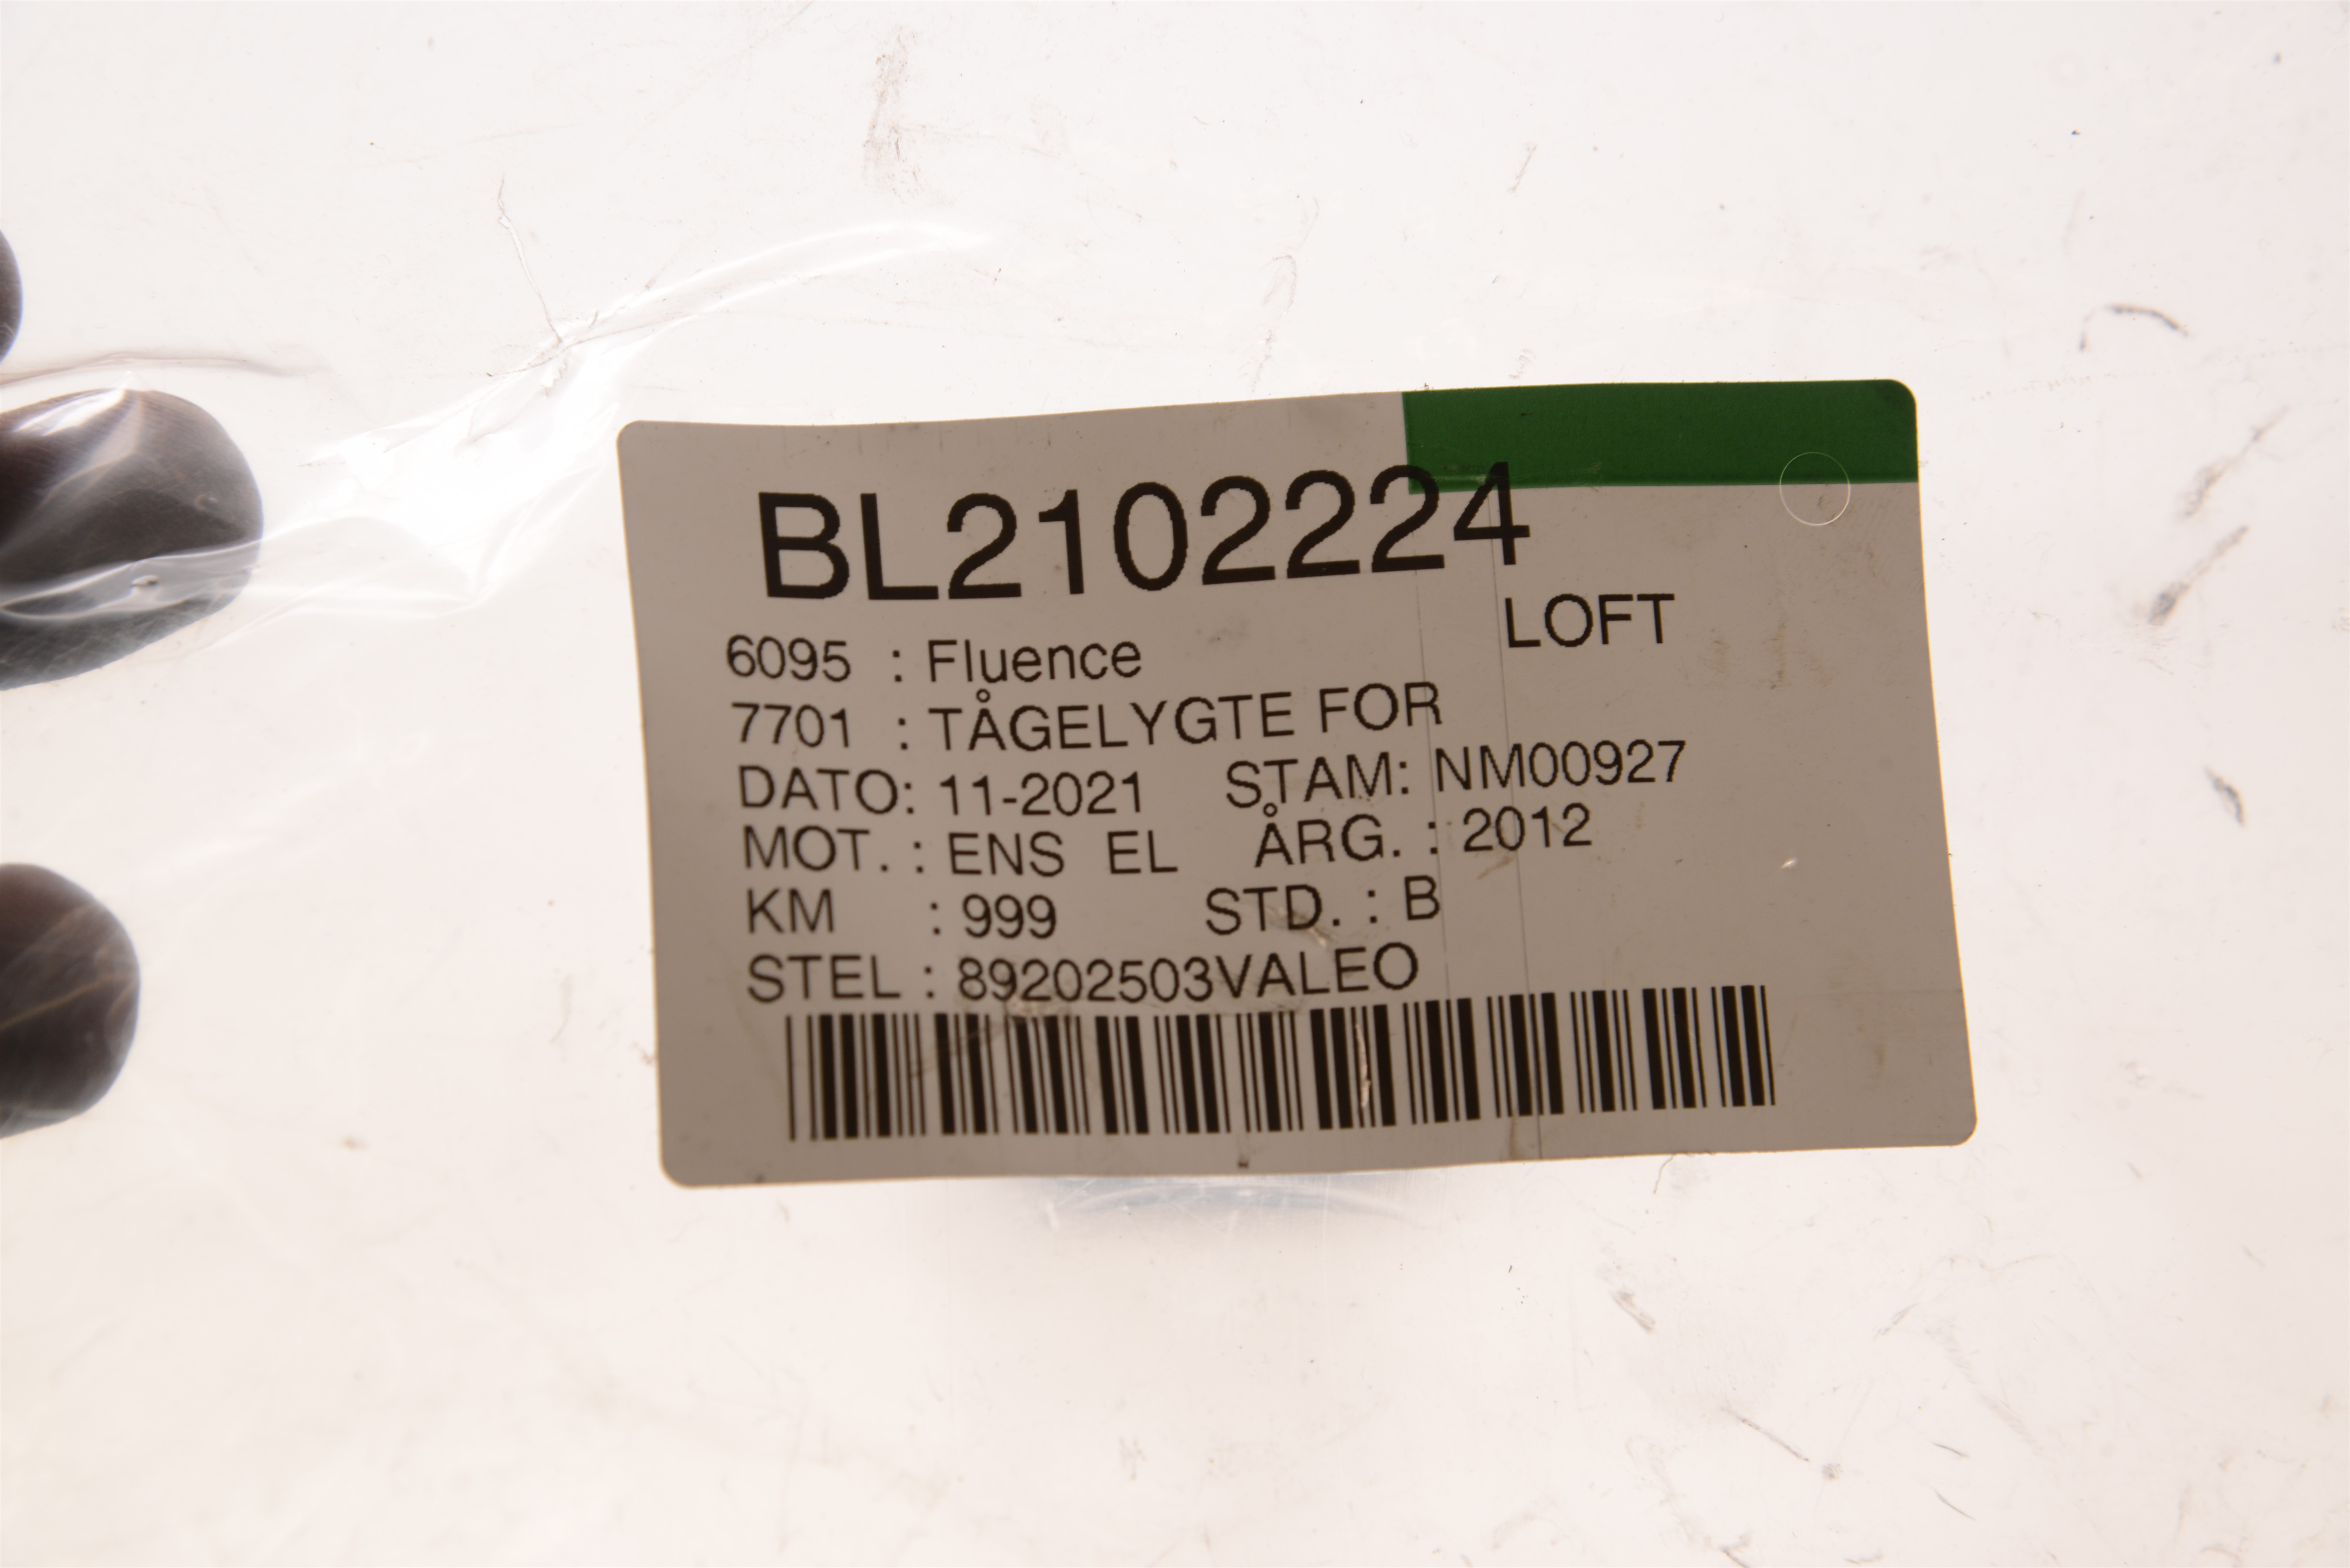 BL2102224
LOFT
6095 : Fluence
7701 : TÅGELYGTE FOR
DATO: 11-2021 STAM: NM00927
MOT. : ENS EL ÅRG. : 2012
KM : 999 STD. : B
STEL : 89202503VALEO